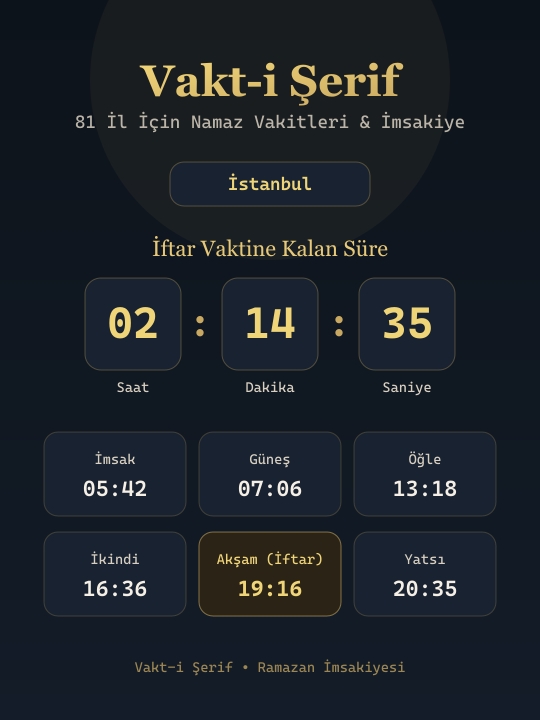 Vakt-i Şerif
81 İl İçin Namaz Vakitleri & İmsakiye
İstanbul
İftar Vaktine Kalan Süre
02 : 14 : 35
Saat Dakika Saniye
İmsak Güneş Öğle
05:42 07:06 13:18
İkindi Akşam (İftar) Yatsı
16:36 19:16 20:35
Vakt-i Şerif • Ramazan İmsakiyesi